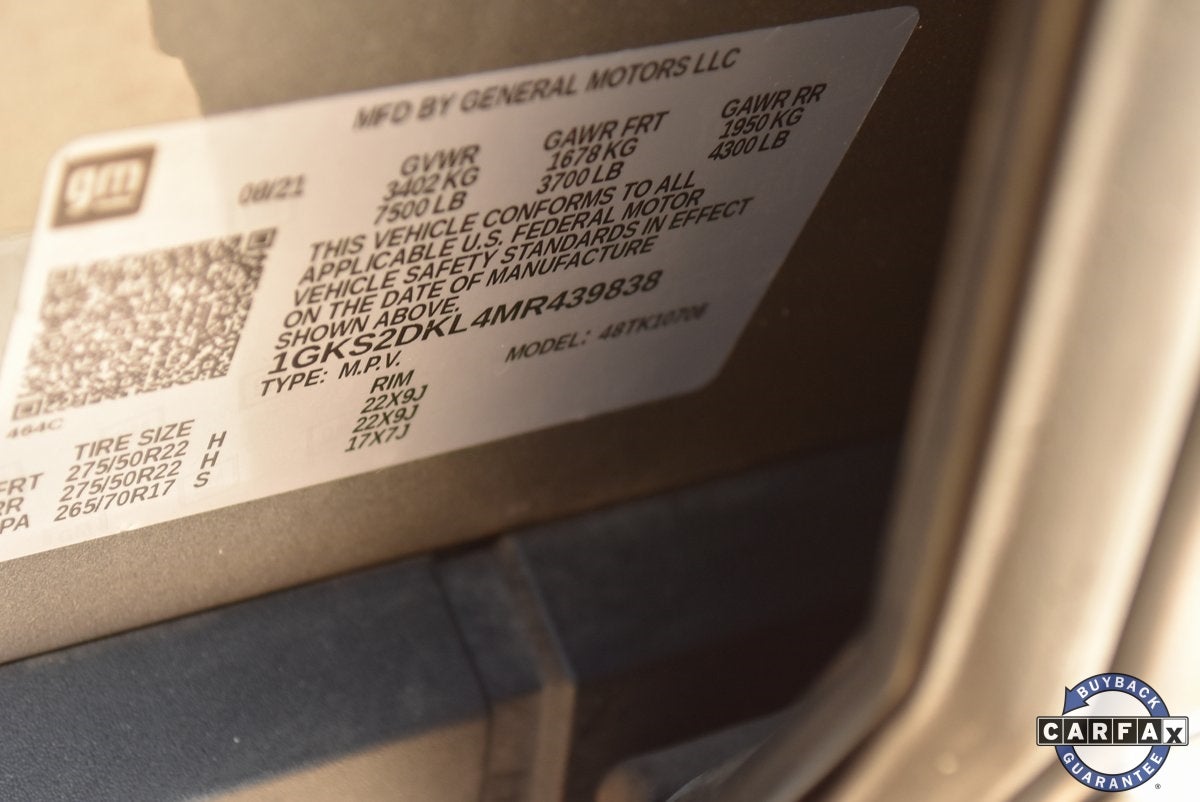 MFD BY GENERAL MOTORS LLC
gm
08/21
GVWR
3402 KG
7500 LB
GAWR FRT
1678 KG
3700 LB
GAWR RR
1950 KG
4300 LB
THIS VEHICLE CONFORMS TO ALL
APPLICABLE U.S. FEDERAL MOTOR
VEHICLE SAFETY STANDARDS IN EFFECT
ON THE DATE OF MANUFACTURE
SHOWN ABOVE.
1GKS2DKL4MR439838
TYPE: M.P.V.
MODEL: 48TK10706
464C
TIRE SIZE
RIM
FRT 275/50R22 H 22X9J
RR 275/50R22 H 22X9J
SPA 265/70R17 S 17X7J
BUYBACK
CARFAX
GUARANTEE